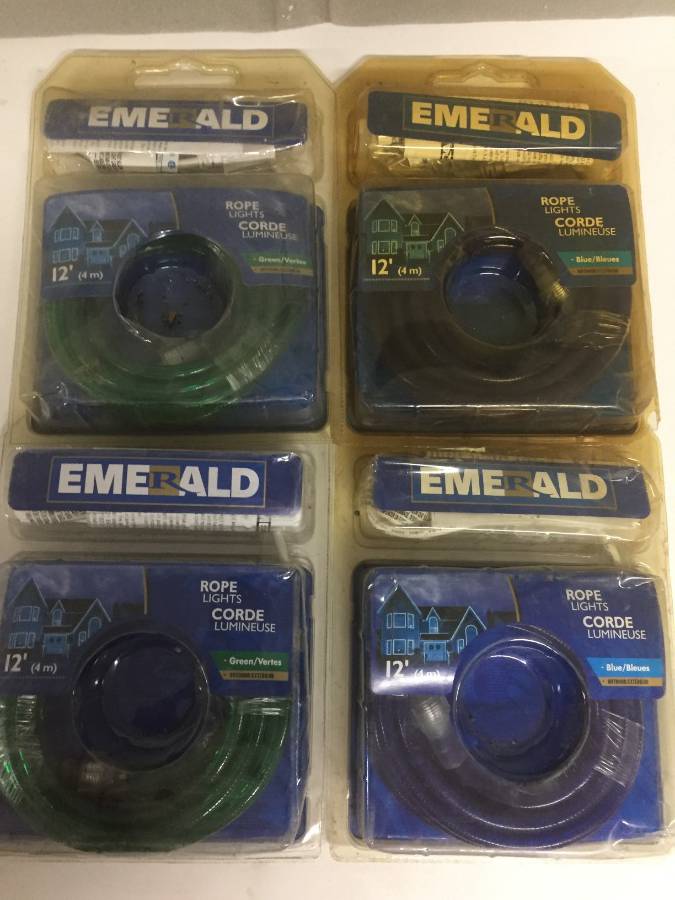 EMERALD
ROPE
LIGHTS
CORDE
LUMINEUSE
· Green/Vertes
12' (4 m)
EMERALD
ROPE
LIGHTS
CORDE
LUMINEUSE
· Blue/Bleues
12' (4 m)
EMERALD
ROPE
LIGHTS
CORDE
LUMINEUSE
· Green/Vertes
12' (4 m)
EMERALD
ROPE
LIGHTS
CORDE
LUMINEUSE
· Blue/Bleues
12' (4 m)